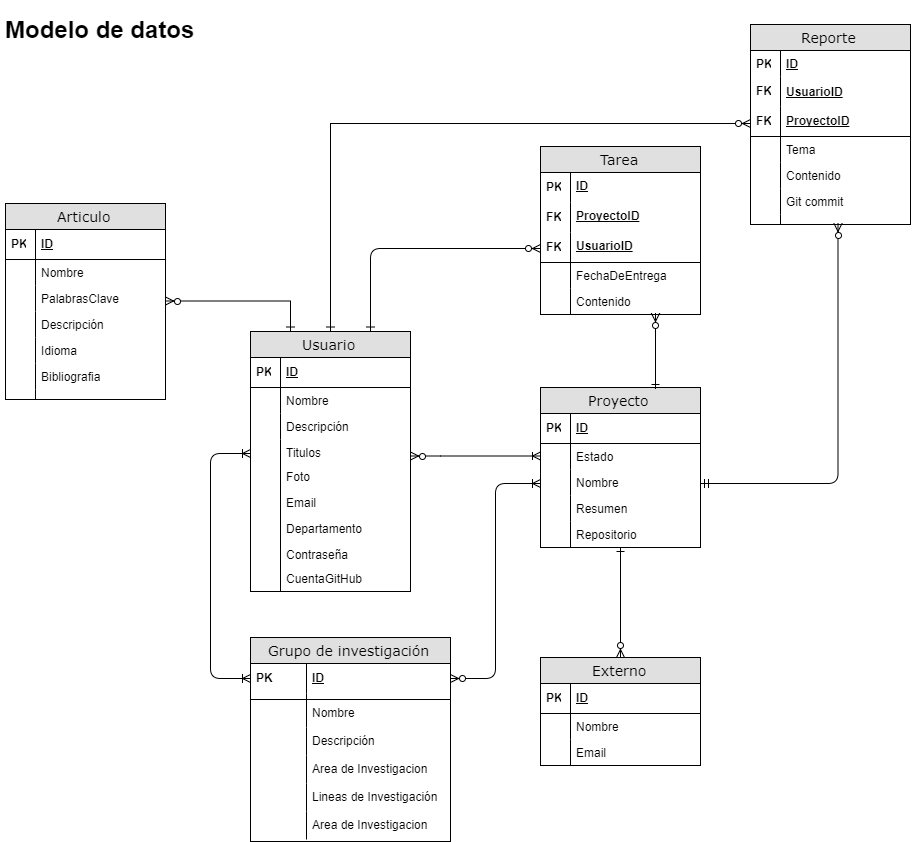 Modelo de datos
Reporte
PK ID
FK UsuarioID
FK ProyectoID
Tema
Contenido
Git commit
Tarea
PK ID
FK ProyectoID
FK UsuarioID
FechaDeEntrega
Contenido
Articulo
PK ID
Nombre
PalabrasClave
Descripción
Idioma
Bibliografia
Usuario
PK ID
Nombre
Descripción
Titulos
Foto
Email
Departamento
Contraseña
CuentaGitHub
Proyecto
PK ID
Estado
Nombre
Resumen
Repositorio
Grupo de investigación
PK ID
Nombre
Descripción
Area de Investigacion
Lineas de Investigación
Area de Investigacion
Externo
PK ID
Nombre
Email